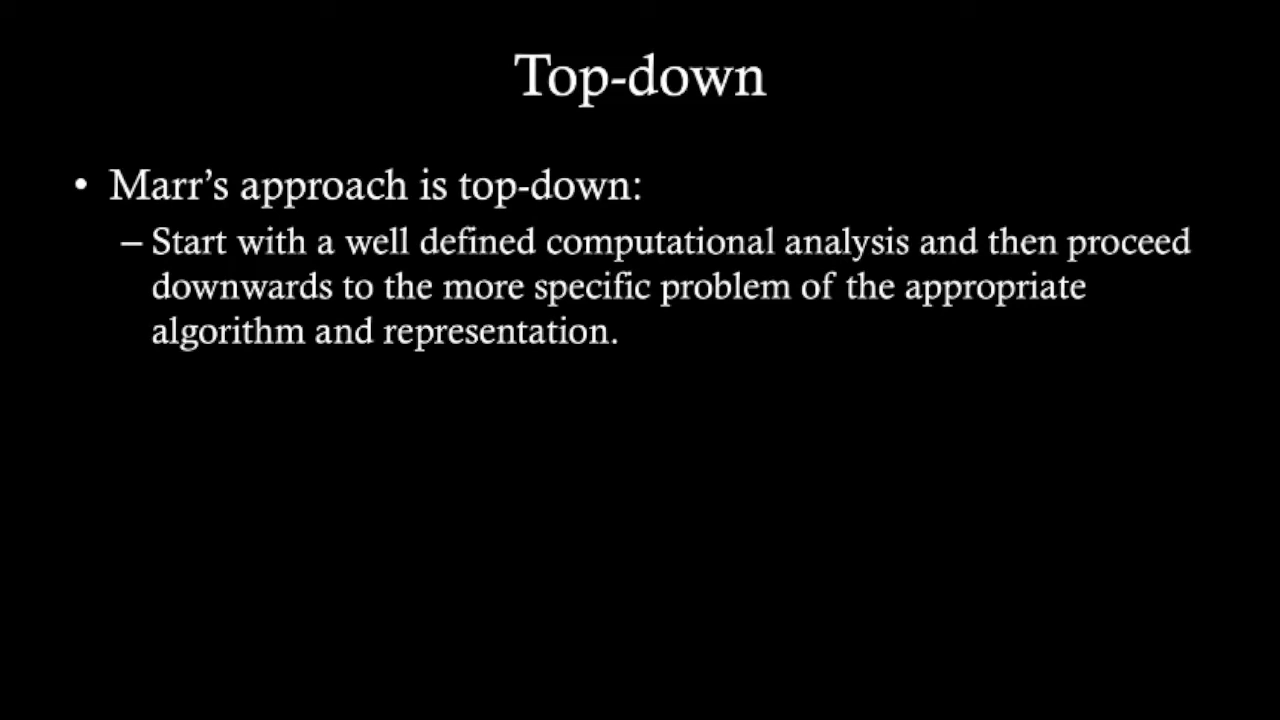 Top-down
• Marr’s approach is top-down:
– Start with a well defined computational analysis and then proceed
downwards to the more specific problem of the appropriate
algorithm and representation.